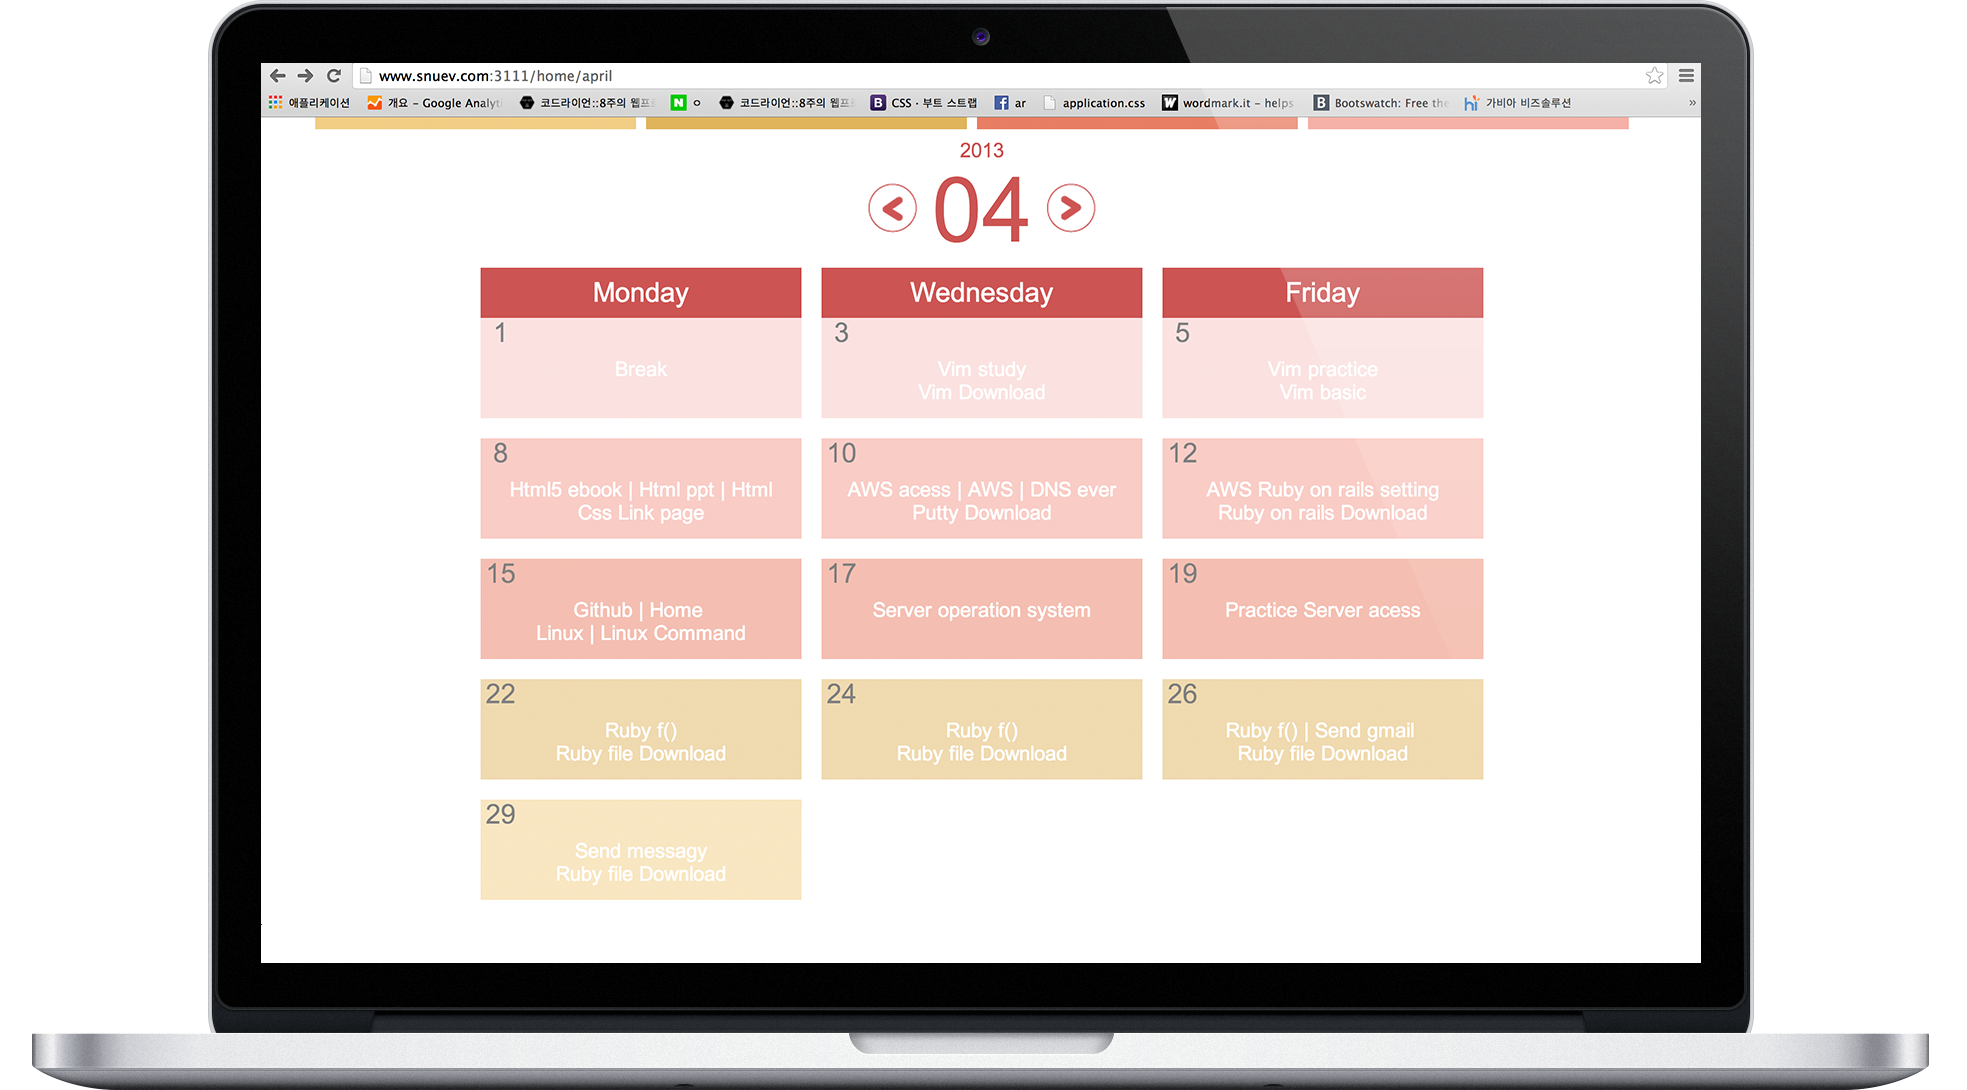 www.snuev.com:3111/home/april
애플리케이션 개요 – Google Analyt 코드라이언::8주의 웹프 N ㅇ 코드라이언::8주의 웹프 B CSS · 부트 스트랩 f ar application.css W wordmark.it – helps B Bootswatch: Free the hi 가비아 비즈솔루션 »
2013
< 04 >
Monday Wednesday Friday
1 3 5
Break Vim study Vim practice
Vim Download Vim basic
8 10 12
Html5 ebook | Html ppt | Html AWS acess | AWS | DNS ever AWS Ruby on rails setting
Css Link page Putty Download Ruby on rails Download
15 17 19
Github | Home Server operation system Practice Server acess
Linux | Linux Command
22 24 26
Ruby f() Ruby f() Ruby f() | Send gmail
Ruby file Download Ruby file Download Ruby file Download
29
Send messagy
Ruby file Download